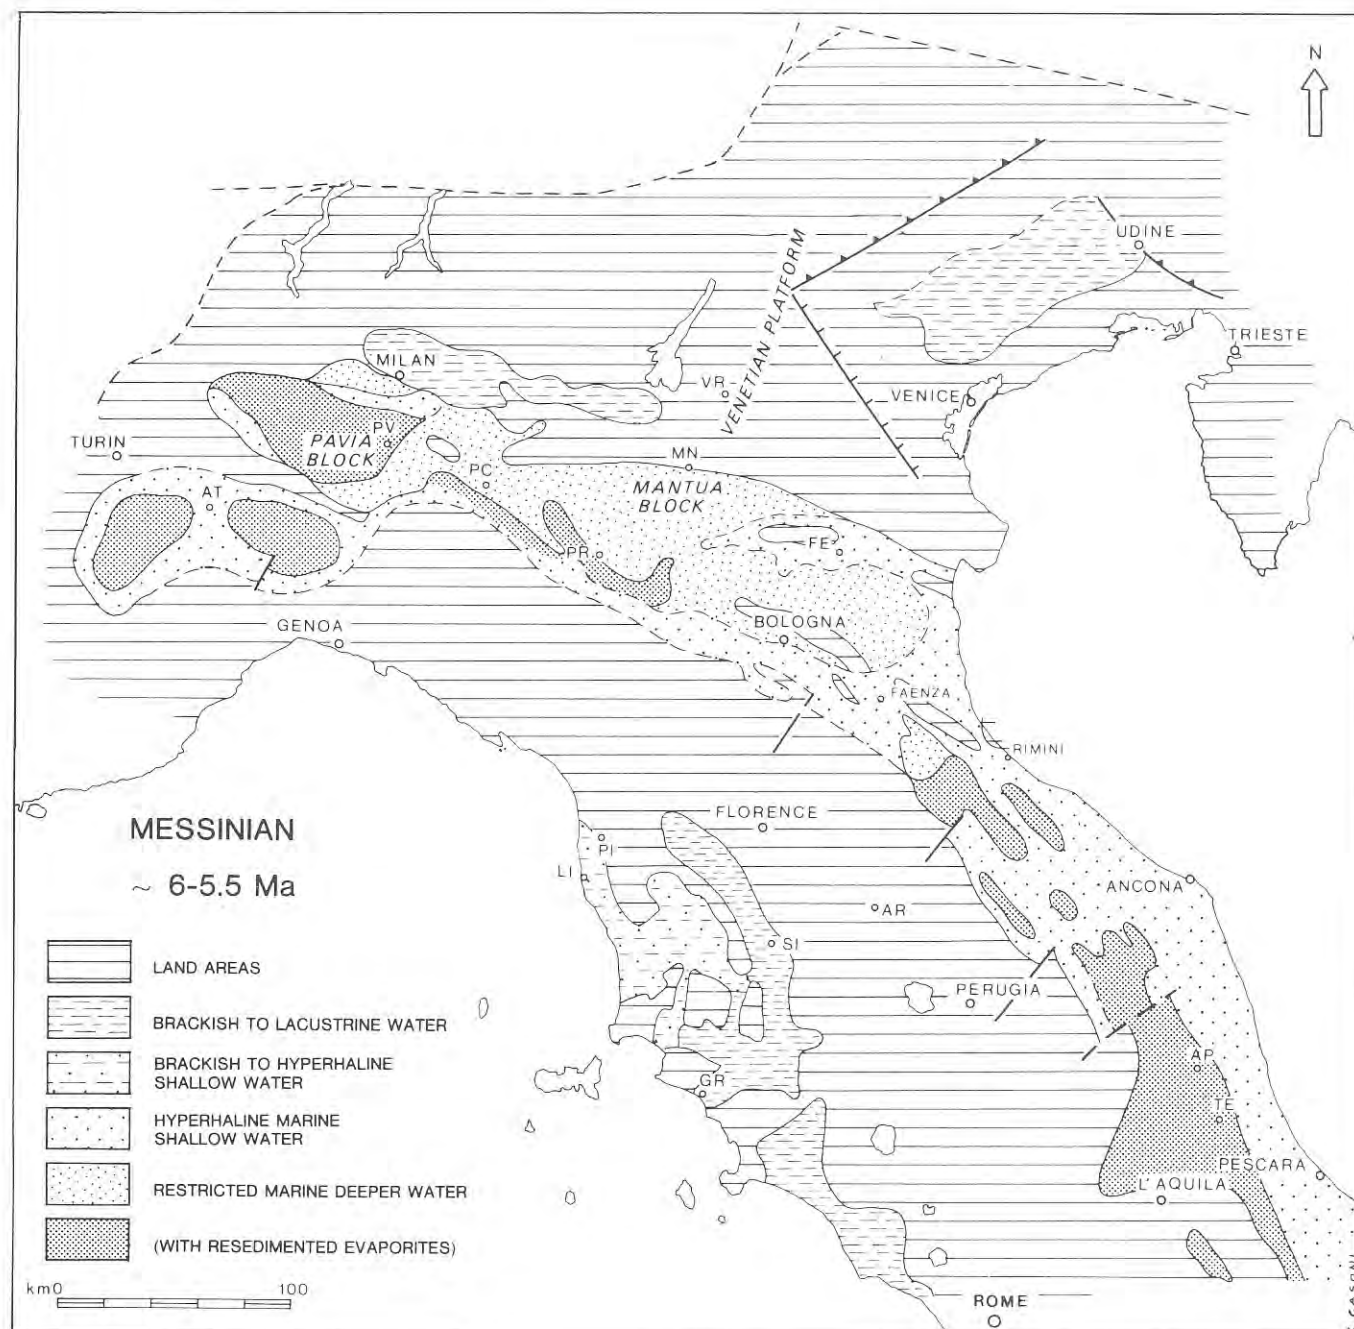 N
UDINE
TRIESTE
VENETIAN PLATFORM
MILAN
VR
VENICE
TURIN
PV
PAVIA
BLOCK
PC
MN
MANTUA
BLOCK
AT
PR
FE
GENOA
BOLOGNA
FAENZA
RIMINI
FLORENCE
PI
LI
MESSINIAN
~ 6-5.5 Ma
ANCONA
AR
SI
PERUGIA
LAND AREAS
BRACKISH TO LACUSTRINE WATER
BRACKISH TO HYPERHALINE
SHALLOW WATER
HYPERHALINE MARINE
SHALLOW WATER
RESTRICTED MARINE DEEPER WATER
(WITH RESEDIMENTED EVAPORITES)
GR
AP
TE
PESCARA
L'AQUILA
km0 100
ROME
CASONI